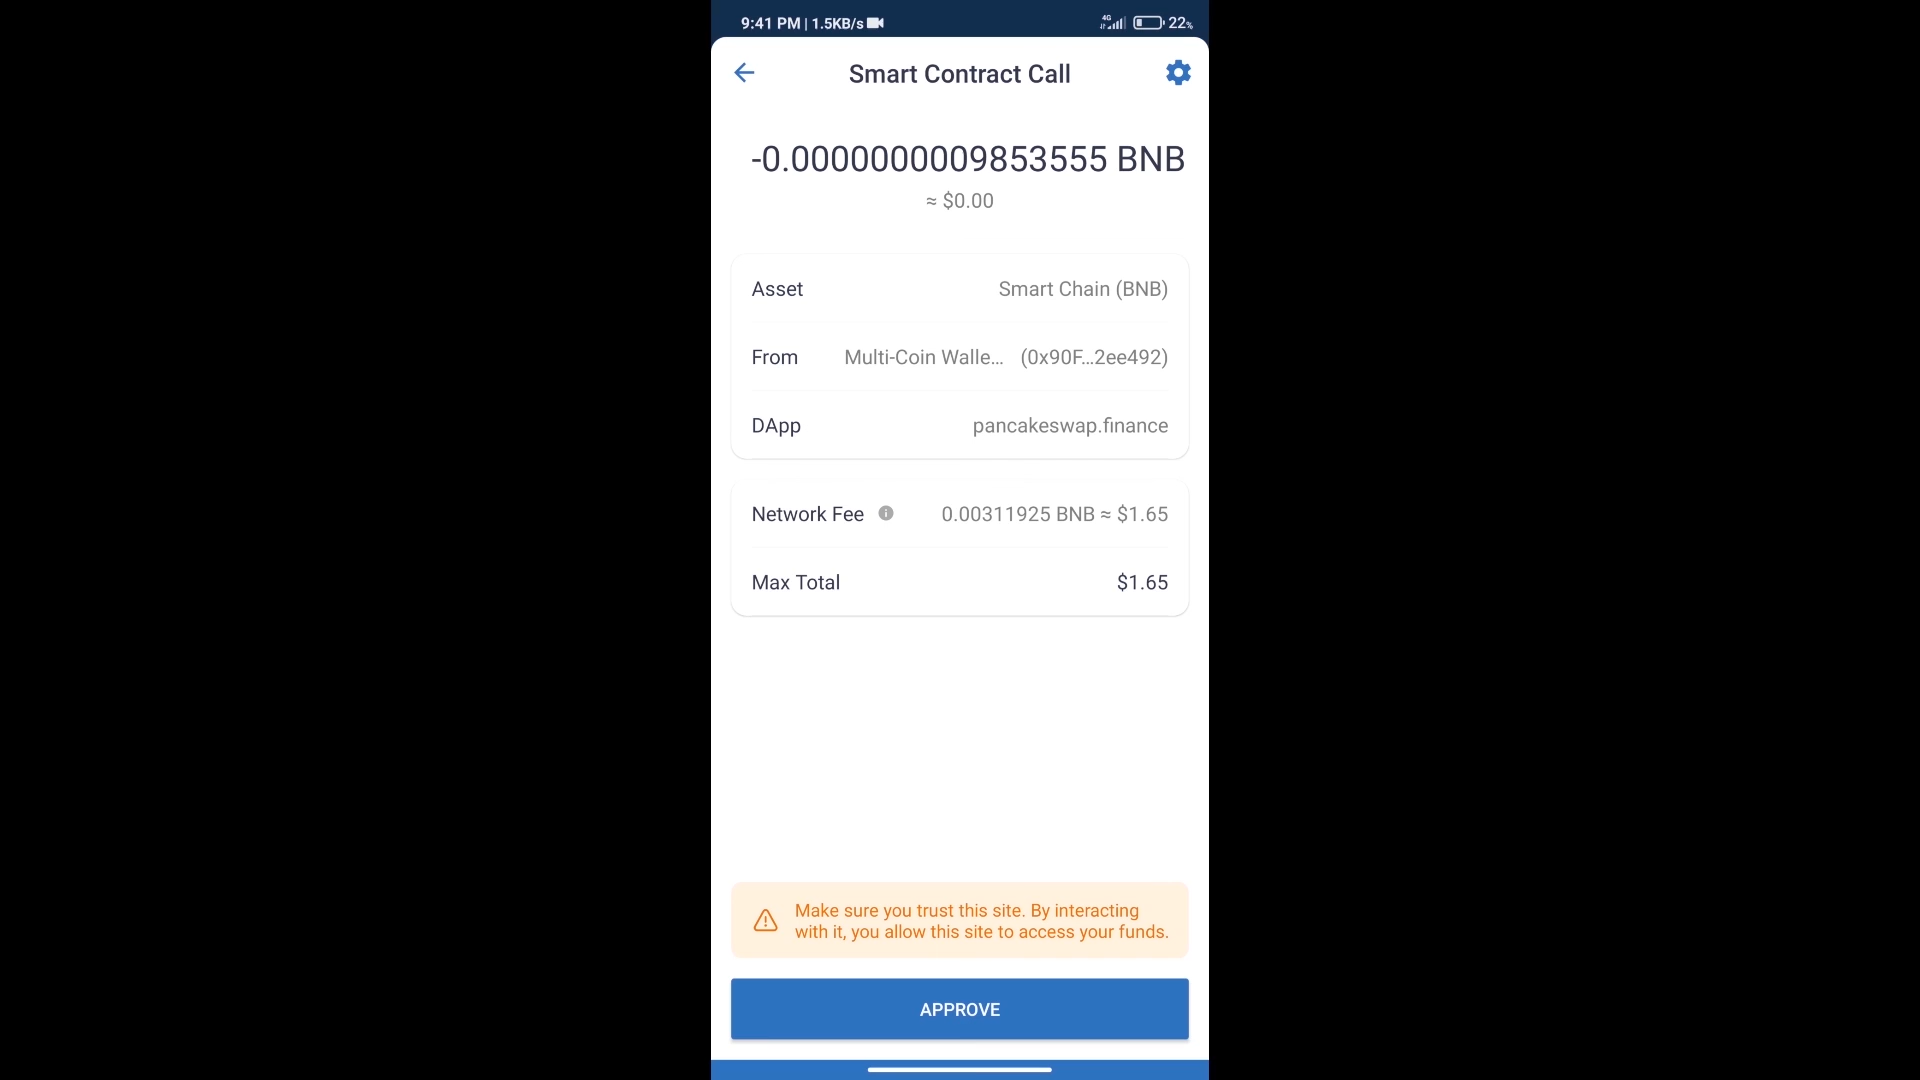 9:41 PM | 1.5KB/s 4G 22%
Smart Contract Call
-0.0000000009853555 BNB
≈ $0.00
Asset Smart Chain (BNB)
From Multi-Coin Walle... (0x90F...2ee492)
DApp pancakeswap.finance
Network Fee 0.00311925 BNB ≈ $1.65
Max Total $1.65
Make sure you trust this site. By interacting
with it, you allow this site to access your funds.
APPROVE